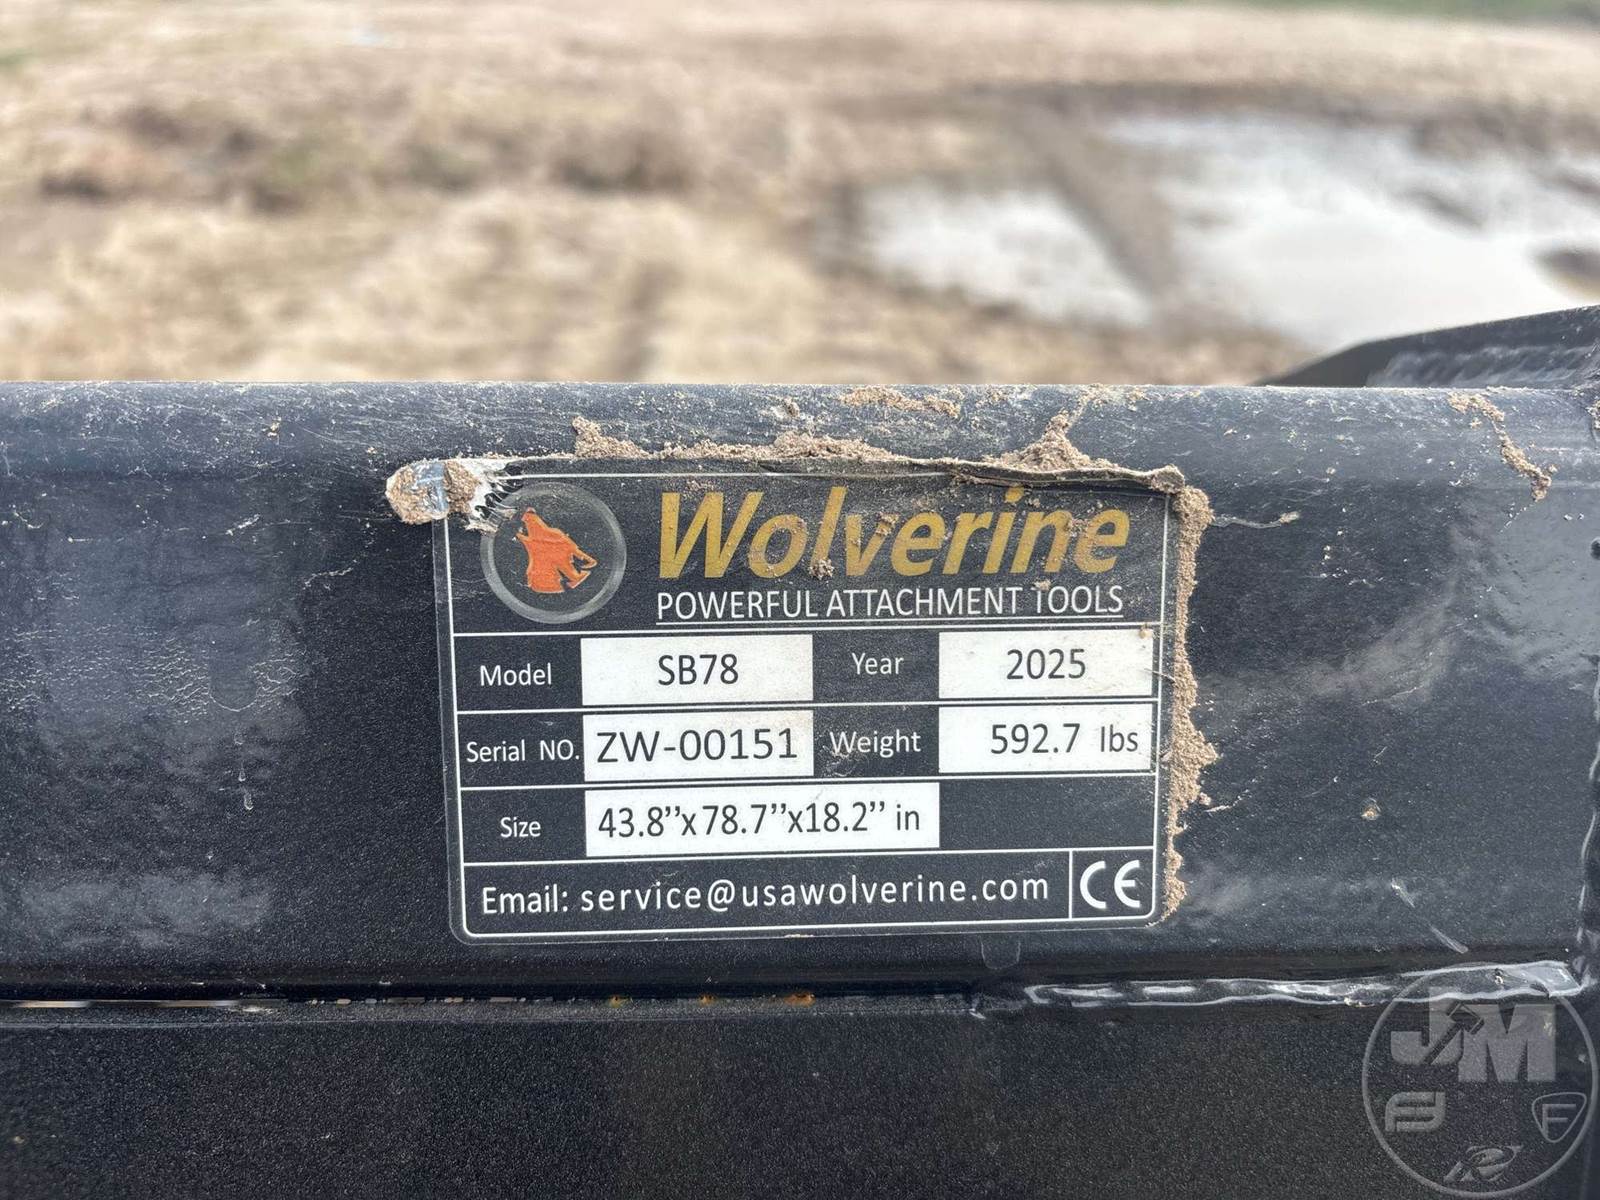 Wolverine
POWERFUL ATTACHMENT TOOLS
Model SB78 Year 2025
Serial NO. ZW-00151 Weight 592.7 lbs
Size 43.8”x78.7”x18.2” in
Email: service@usawolverine.com CE
JM
F
R